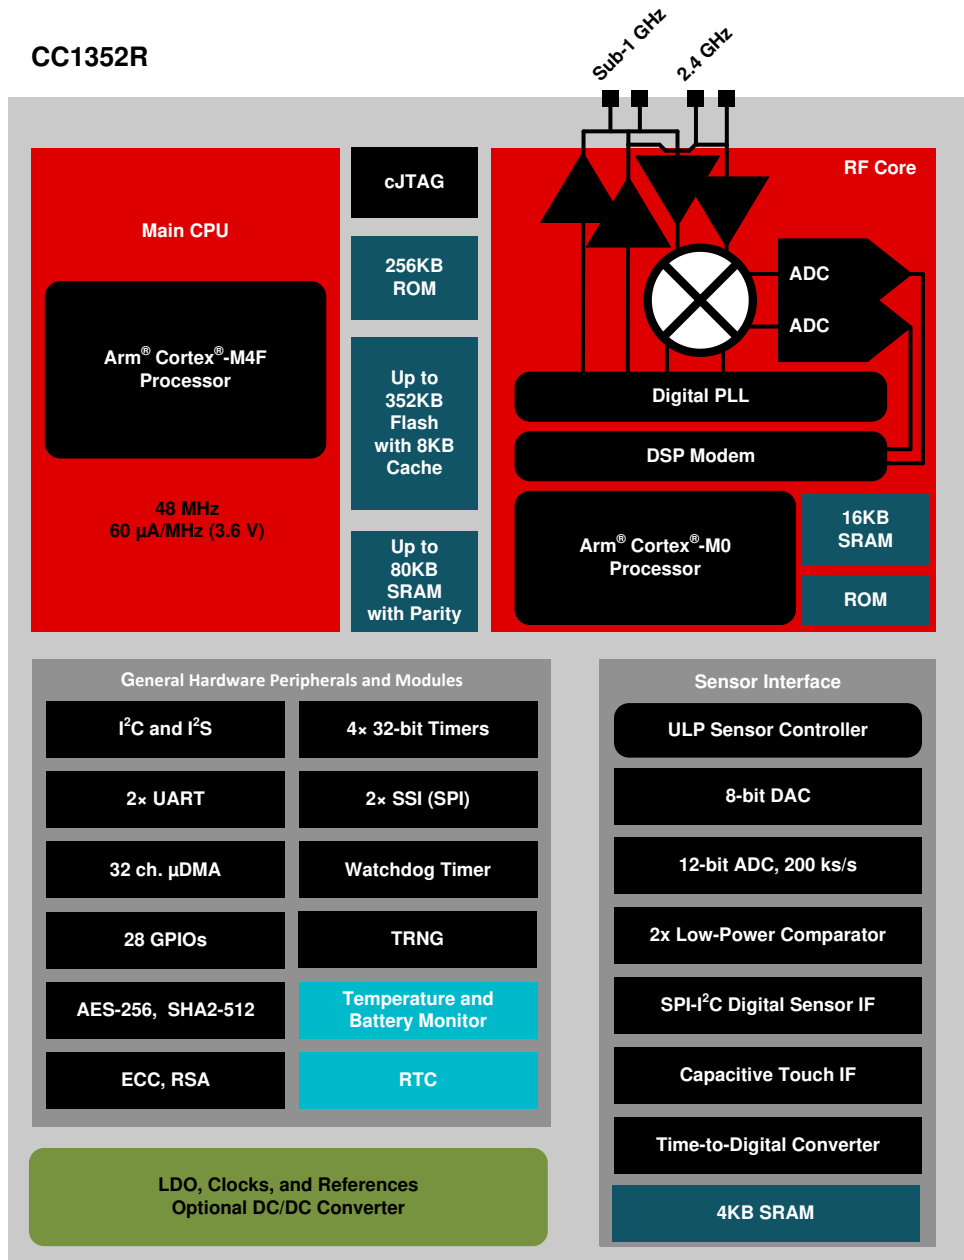 CC1352R
Sub-1 GHz
2.4 GHz
Main CPU
Arm® Cortex®-M4F
Processor
48 MHz
60 µA/MHz (3.6 V)
cJTAG
256KB
ROM
Up to
352KB
Flash
with 8KB
Cache
Up to
80KB
SRAM
with Parity
RF Core
ADC
ADC
Digital PLL
DSP Modem
Arm® Cortex®-M0
Processor
16KB
SRAM
ROM
General Hardware Peripherals and Modules
I²C and I²S
4× 32-bit Timers
2× UART
2× SSI (SPI)
32 ch. µDMA
Watchdog Timer
28 GPIOs
TRNG
AES-256, SHA2-512
Temperature and
Battery Monitor
ECC, RSA
RTC
LDO, Clocks, and References
Optional DC/DC Converter
Sensor Interface
ULP Sensor Controller
8-bit DAC
12-bit ADC, 200 ks/s
2x Low-Power Comparator
SPI-I²C Digital Sensor IF
Capacitive Touch IF
Time-to-Digital Converter
4KB SRAM